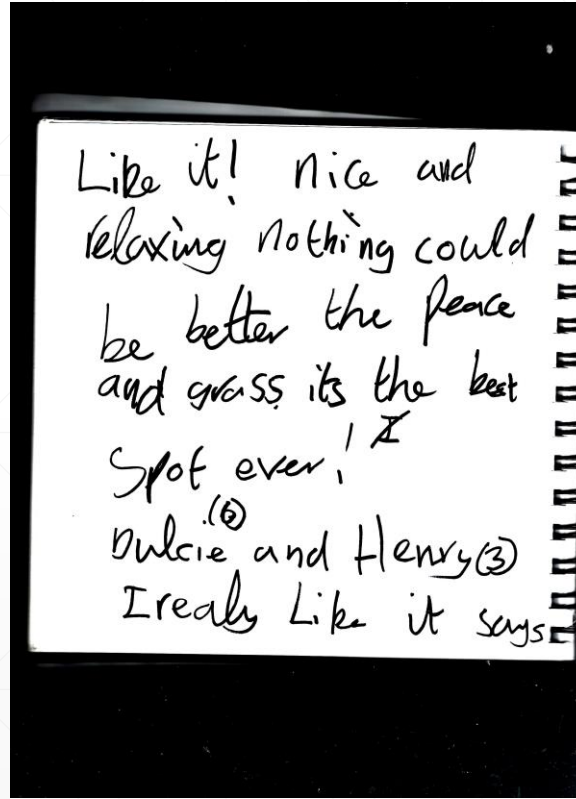 Like it! nice and
relaxing nothing could
be better the peace
and grass its the best
Spot ever! I
(6)
Dulcie and Henry (3)
I realy Like it says